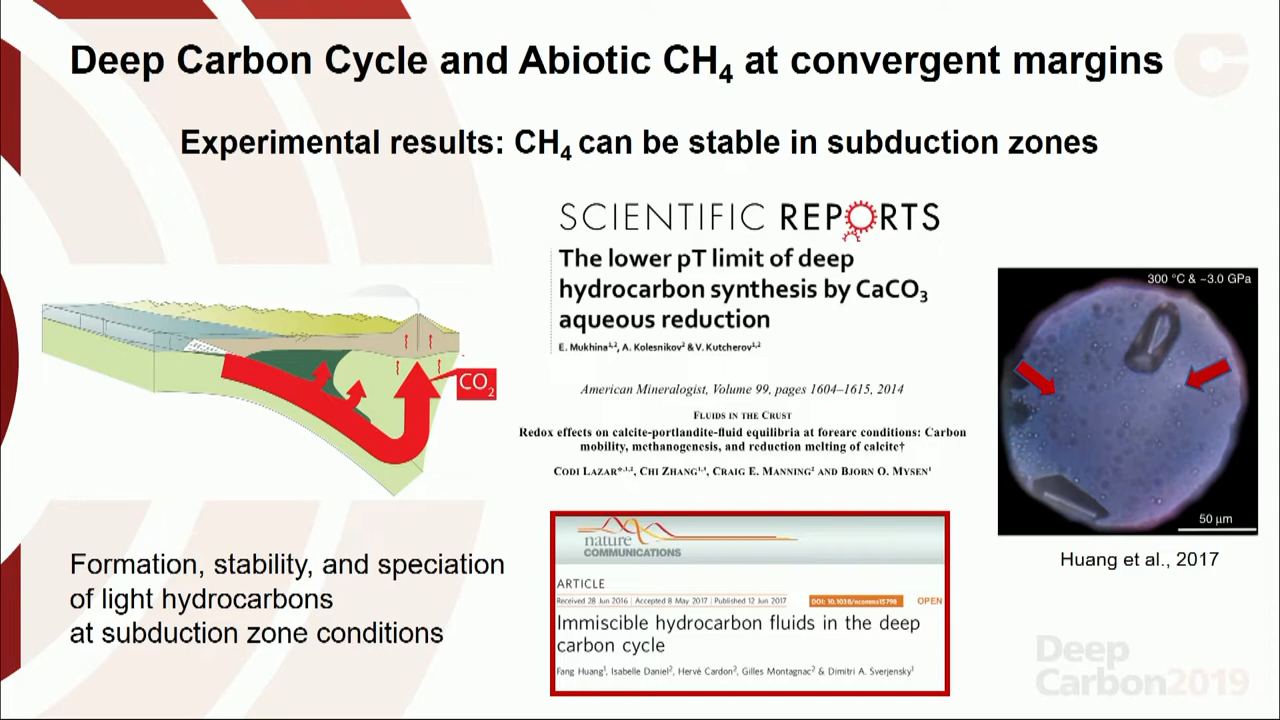 Deep Carbon Cycle and Abiotic CH₄ at convergent margins
Experimental results: CH₄ can be stable in subduction zones
SCIENTIFIC REPORTS
The lower pT limit of deep
hydrocarbon synthesis by CaCO₃
aqueous reduction
E. Mukhina¹,², A. Kolesnikov² & V. Kutcherov¹,²
American Mineralogist, Volume 99, pages 1604–1615, 2014
FLUIDS IN THE CRUST
Redox effects on calcite-portlandite-fluid equilibria at forearc conditions: Carbon
mobility, methanogenesis, and reduction melting of calcite†
CODI LAZAR*,¹,², CHI ZHANG¹,³, CRAIG E. MANNING² AND BJORN O. MYSEN¹
nature
COMMUNICATIONS
ARTICLE
Received 28 Jun 2016 | Accepted 8 May 2017 | Published 12 Jun 2017
DOI: 10.1038/ncomms15798
OPEN
Immiscible hydrocarbon fluids in the deep
carbon cycle
Fang Huang¹, Isabelle Daniel², Hervé Cardon², Gilles Montagnac² & Dimitri A. Sverjensky¹
CO₂
300 °C & ~3.0 GPa
50 µm
Huang et al., 2017
Formation, stability, and speciation
of light hydrocarbons
at subduction zone conditions
Deep
Carbon2019